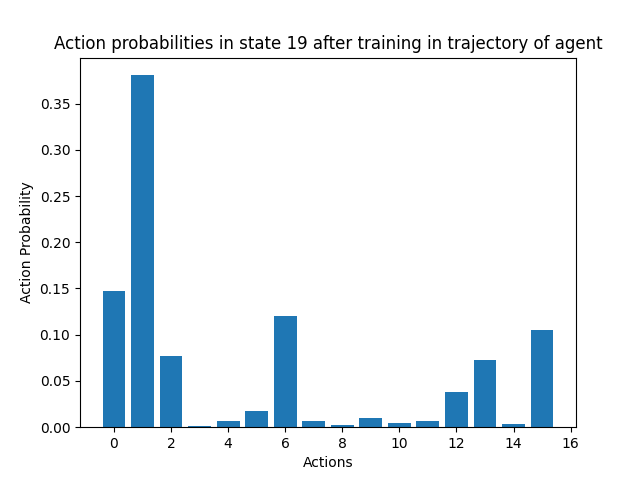 Action probabilities in state 19 after training in trajectory of agent
0.35
0.30
0.25
0.20
0.15
0.10
0.05
0.00
Action Probability
0 2 4 6 8 10 12 14 16
Actions